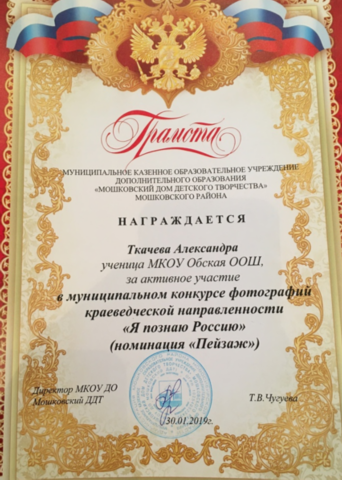 Грамота
МУНИЦИПАЛЬНОЕ КАЗЕННОЕ ОБРАЗОВАТЕЛЬНОЕ УЧРЕЖДЕНИЕ
ДОПОЛНИТЕЛЬНОГО ОБРАЗОВАНИЯ
«МОШКОВСКИЙ ДОМ ДЕТСКОГО ТВОРЧЕСТВА»
МОШКОВСКОГО РАЙОНА
НАГРАЖДАЕТСЯ
Ткачева Александра
ученица МКОУ Обская ООШ,
за активное участие
в муниципальном конкурсе фотографий
краеведческой направленности
«Я познаю Россию»
(номинация «Пейзаж»)
Директор МКОУ ДО
Мошковский ДДТ
Т.В.Чугуева
30.01.2019г.